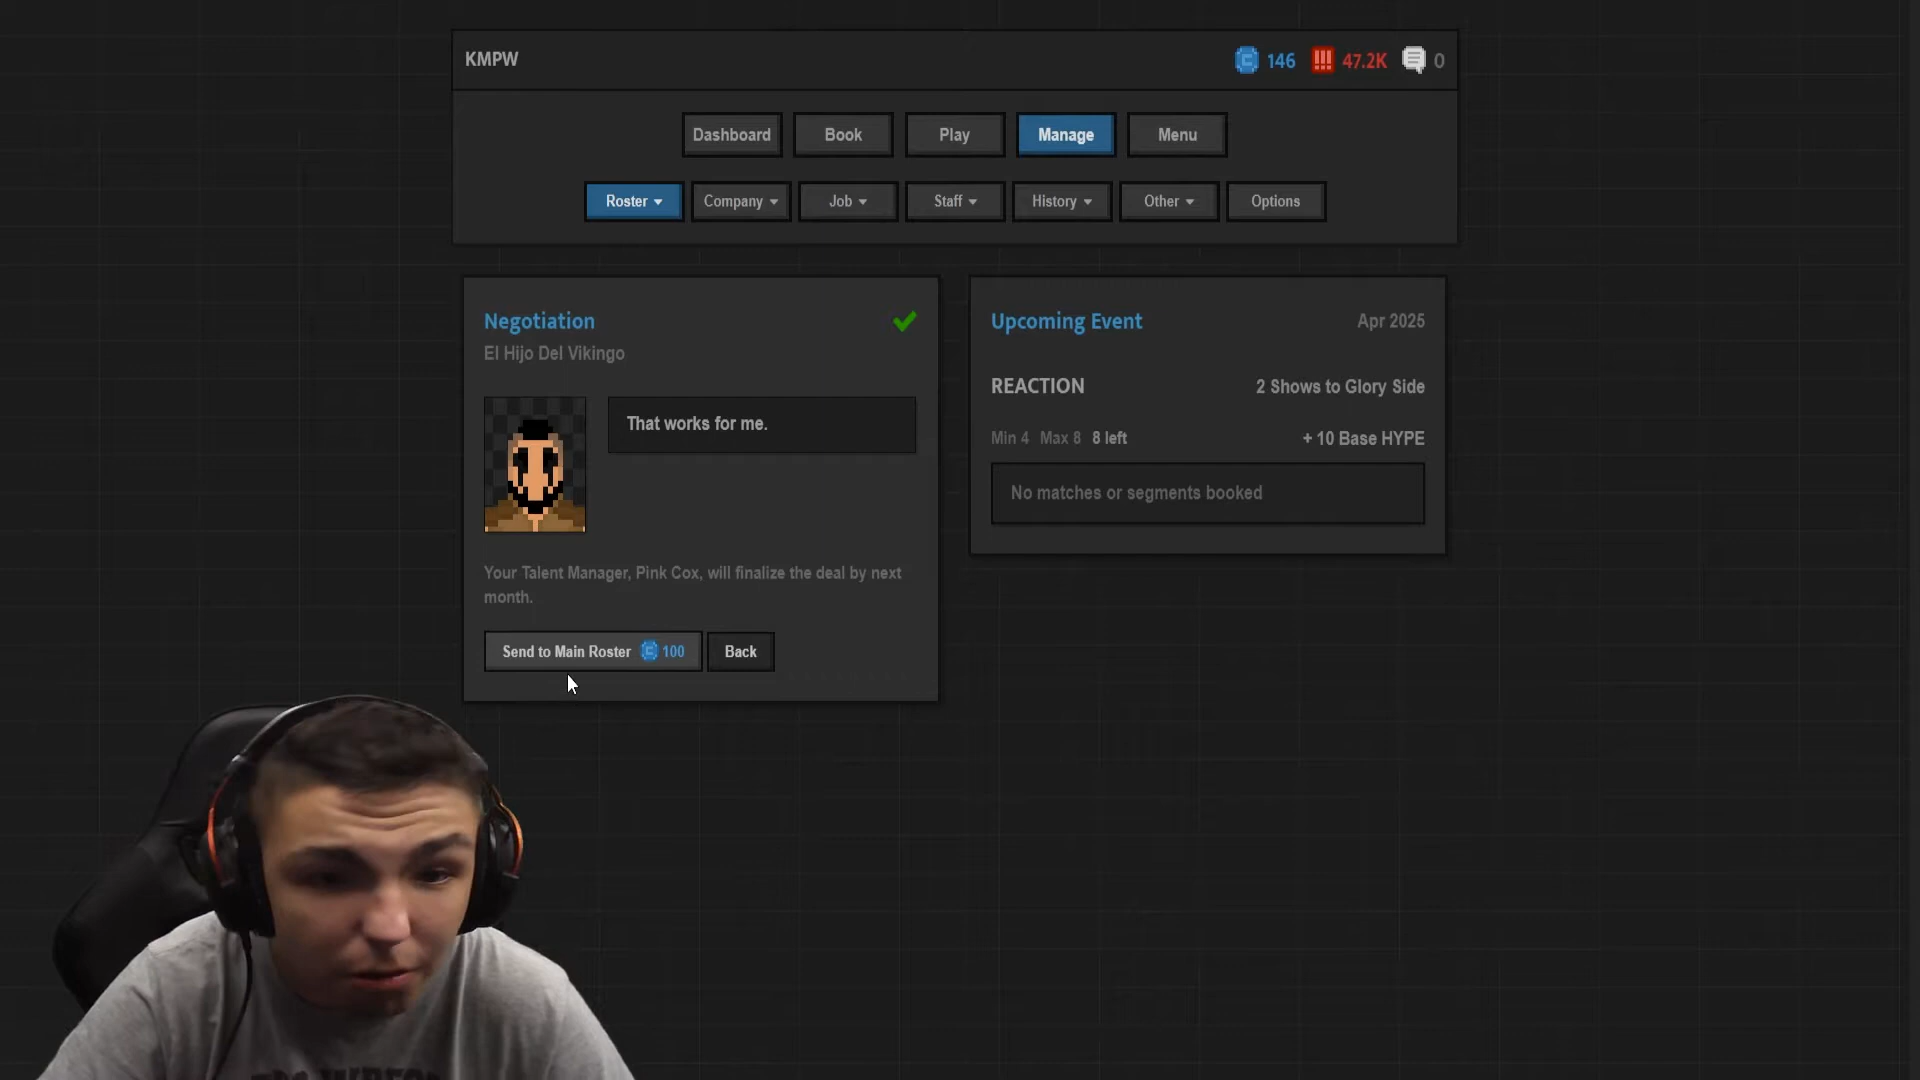 KMPW
146 47.2K 0
Dashboard Book Play Manage Menu
Roster Company Job Staff History Other Options
Negotiation
El Hijo Del Vikingo
That works for me.
Your Talent Manager, Pink Cox, will finalize the deal by next
month.
Send to Main Roster 100 Back
Upcoming Event Apr 2025
REACTION 2 Shows to Glory Side
Min 4 Max 8 8 left + 10 Base HYPE
No matches or segments booked